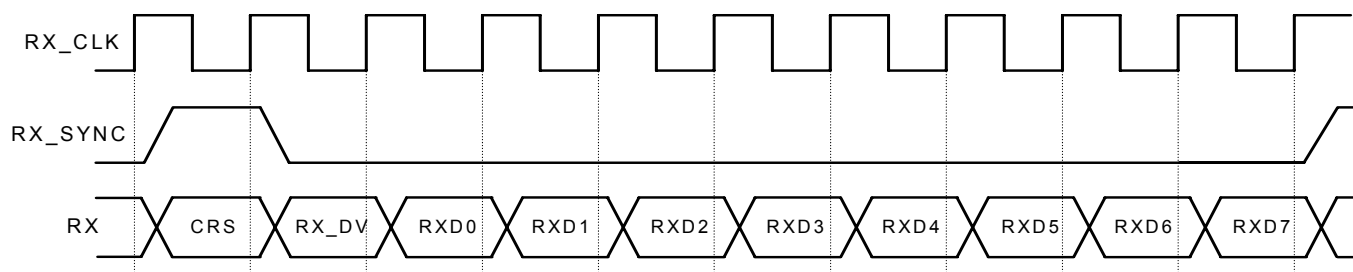 RX_CLK
RX_SYNC
RX CRS RX_DV RXD0 RXD1 RXD2 RXD3 RXD4 RXD5 RXD6 RXD7